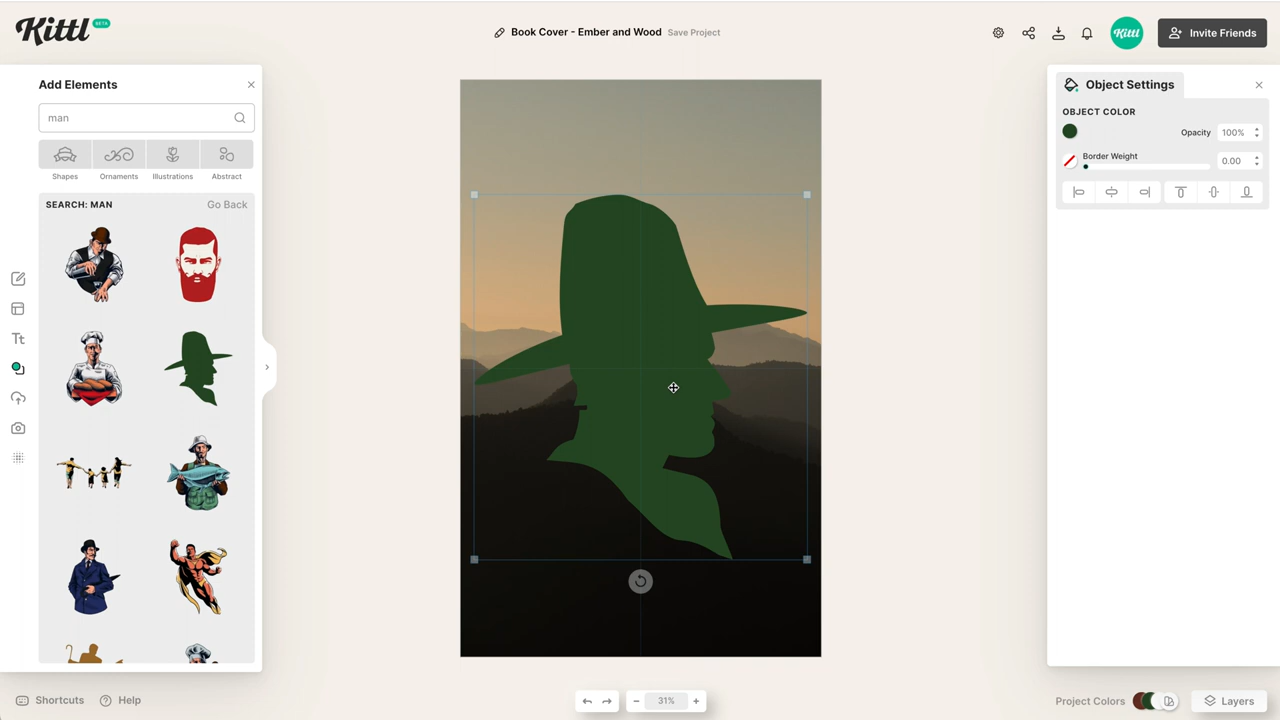 Kittl BETA
Book Cover - Ember and Wood Save Project
Kittl
Invite Friends
Add Elements
man
Shapes Ornaments Illustrations Abstract
SEARCH: MAN Go Back
Object Settings
OBJECT COLOR
Opacity 100%
Border Weight 0.00
Shortcuts Help
31%
Project Colors
Layers
Tt